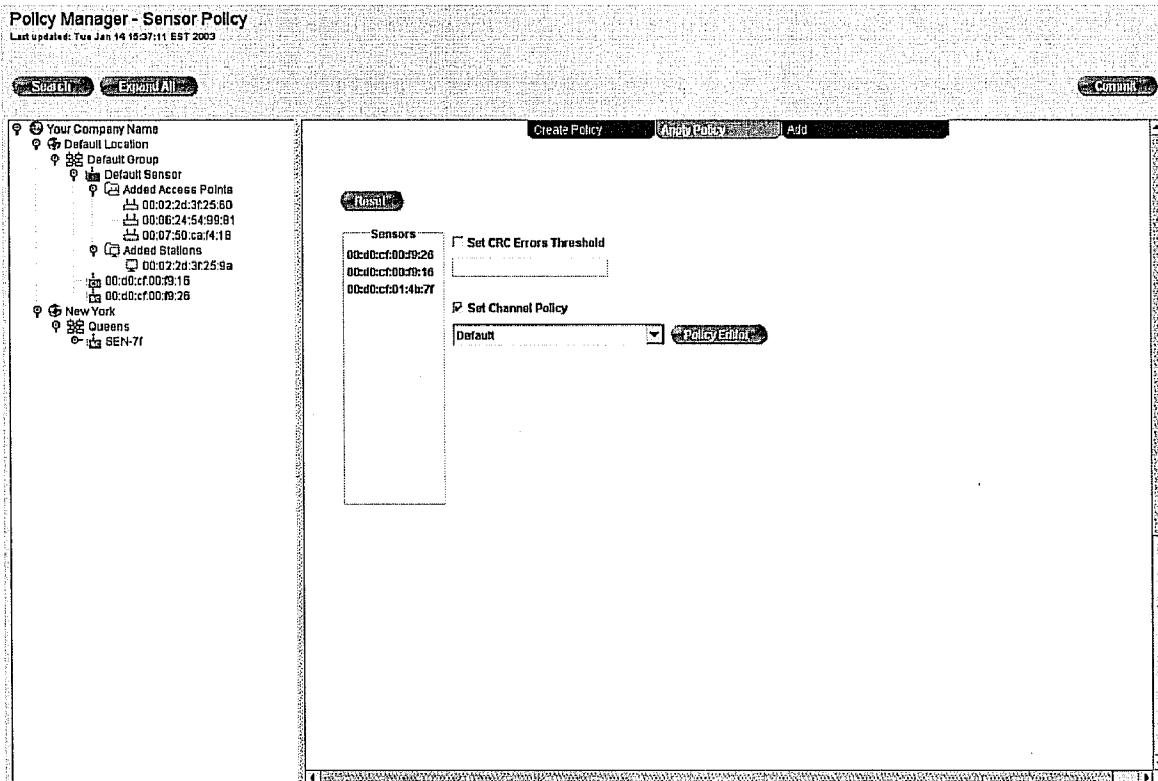 Policy Manager - Sensor Policy
Last updated: Tue Jan 14 15:37:11 EST 2003
Search Expand All Commit
Your Company Name
Default Location
Default Group
Default Sensor
Added Access Points
00:02:2d:3f:25:60
00:06:24:54:99:81
00:07:50:ca:f4:18
Added Stations
00:02:2d:3f:25:9a
00:d0:cf:00:f9:16
00:d0:cf:00:f9:26
New York
Queens
SEN-7f
Create Policy Apply Policy Add
Reset
Sensors
00:d0:cf:00:f9:26
00:d0:cf:00:f9:16
00:d0:cf:01:4b:7f
Set CRC Errors Threshold
Set Channel Policy
Default Policy Editor